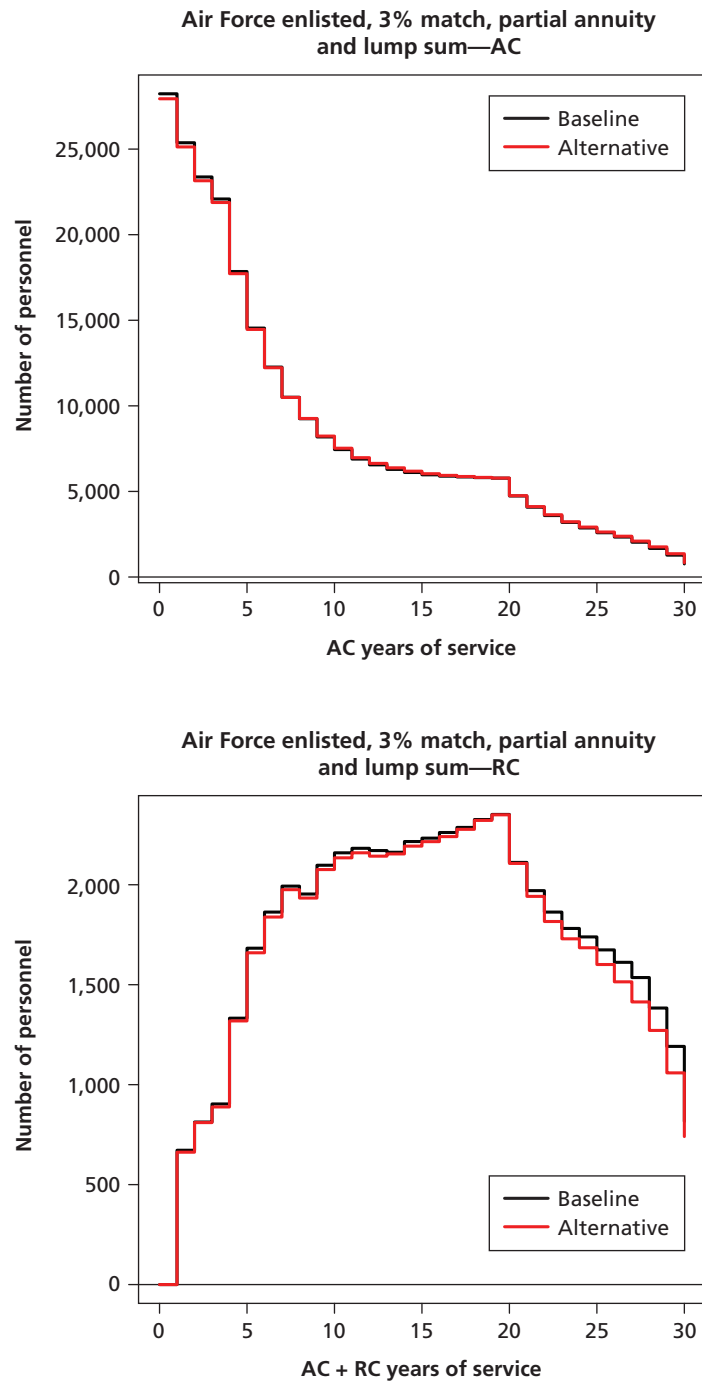 Air Force enlisted, 3% match, partial annuity
and lump sum—AC
Baseline
Alternative
Number of personnel
25,000
20,000
15,000
10,000
5,000
0
0 5 10 15 20 25 30
AC years of service
Air Force enlisted, 3% match, partial annuity
and lump sum—RC
Number of personnel
2,000
1,500
1,000
500
0
Baseline
Alternative
0 5 10 15 20 25 30
AC + RC years of service